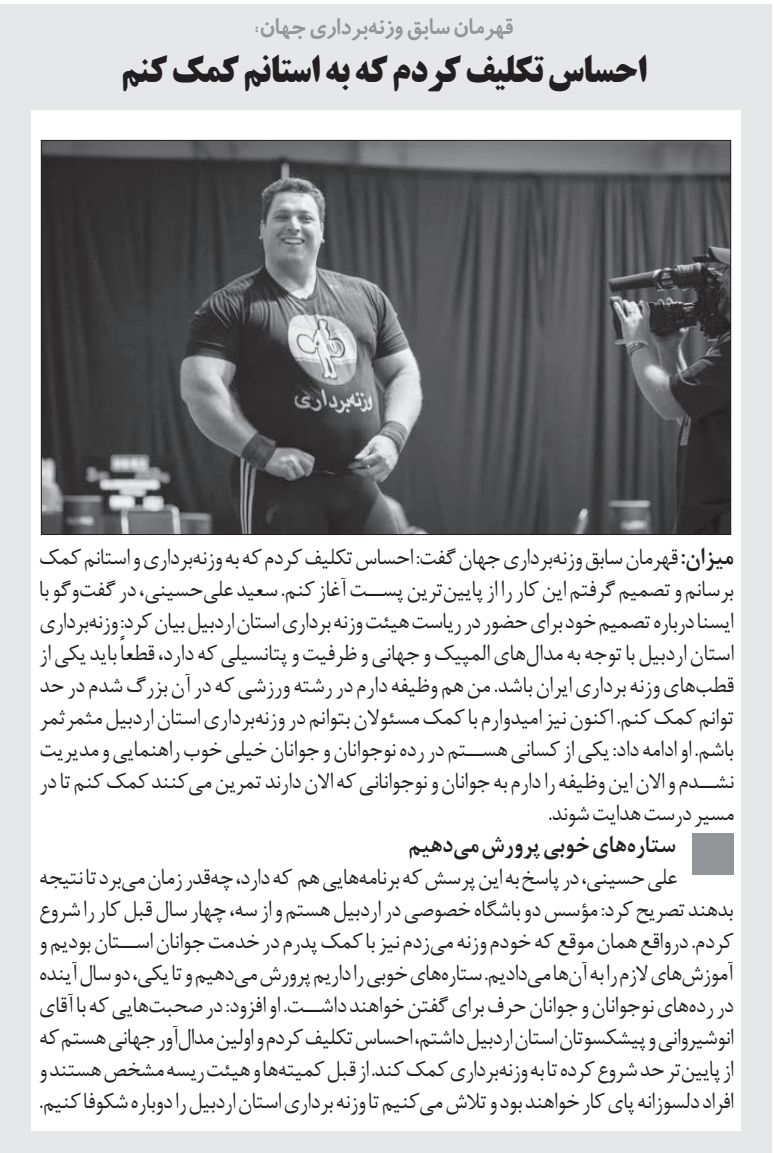 قهرمان سابق وزنه‌برداری جهان:
احساس تکلیف کردم که به استانم کمک کنم
وزنه‌برداری
میزان: قهرمان سابق وزنه‌برداری جهان گفت: احساس تکلیف کردم که به وزنه‌برداری و استانم کمک
برسانم و تصمیم گرفتم این کار را از پایین‌ترین پست آغاز کنم. سعید علی‌حسینی، در گفت‌وگو با
ایسنا درباره تصمیم خود برای حضور در ریاست هیئت وزنه برداری استان اردبیل بیان کرد: وزنه‌برداری
استان اردبیل با توجه به مدال‌های المپیک و جهانی و ظرفیت و پتانسیلی که دارد، قطعاً باید یکی از
قطب‌های وزنه برداری ایران باشد. من هم وظیفه دارم در رشته ورزشی که در آن بزرگ شدم در حد
توانم کمک کنم. اکنون نیز امیدوارم با کمک مسئولان بتوانم در وزنه‌برداری استان اردبیل مثمرثمر
باشم. او ادامه داد: یکی از کسانی هستم در رده نوجوانان و جوانان خیلی خوب راهنمایی و مدیریت
نشدم و الان این وظیفه را دارم به جوانان و نوجوانانی که الان دارند تمرین می‌کنند کمک کنم تا در
مسیر درست هدایت شوند.
ستاره‌های خوبی پرورش می‌دهیم
علی حسینی، در پاسخ به این پرسش که برنامه‌هایی هم که دارد، چه‌قدر زمان می‌برد تا نتیجه
بدهند تصریح کرد: مؤسس دو باشگاه خصوصی در اردبیل هستم و از سه، چهار سال قبل کار را شروع
کردم. درواقع همان موقع که خودم وزنه می‌زدم نیز با کمک پدرم در خدمت جوانان استان بودیم و
آموزش‌های لازم را به آن‌ها می‌دادیم. ستاره‌های خوبی را داریم پرورش می‌دهیم و تا یکی، دو سال آینده
در رده‌های نوجوانان و جوانان حرف برای گفتن خواهند داشت. او افزود: در صحبت‌هایی که با آقای
انوشیروانی و پیشکسوتان استان اردبیل داشتم، احساس تکلیف کردم و اولین مدال‌آور جهانی هستم که
از پایین‌تر حد شروع کرده تا به وزنه‌برداری کمک کند. از قبل کمیته‌ها و هیئت ریسه مشخص هستند و
افراد دلسوزانه پای کار خواهند بود و تلاش می‌کنیم تا وزنه برداری استان اردبیل را دوباره شکوفا کنیم.